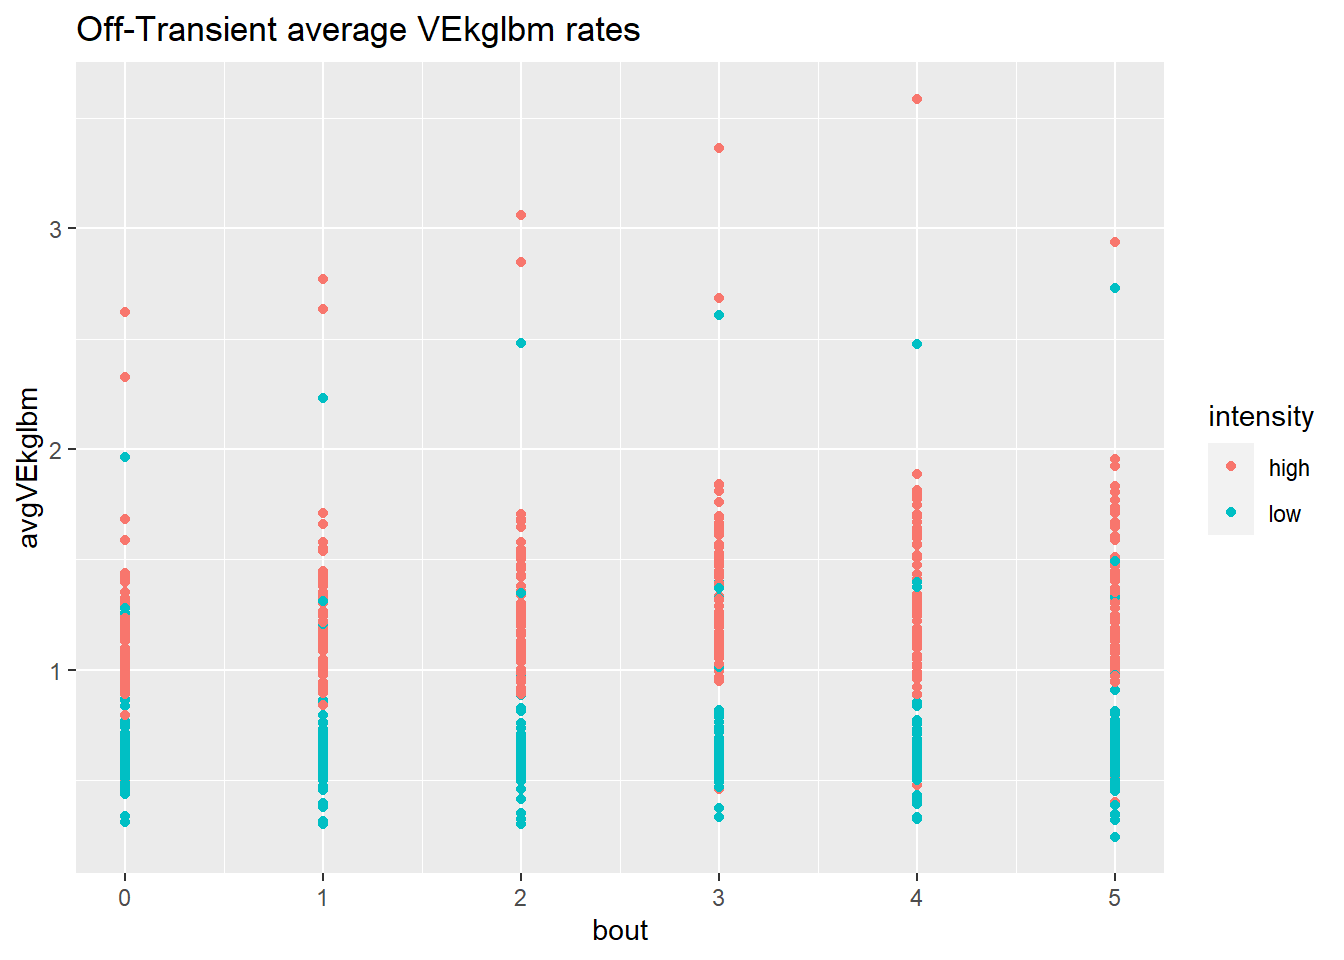 Off-Transient average VEkglbm rates
avgVEkglbm
3
2
1
0 1 2 3 4 5
bout
intensity
high
low